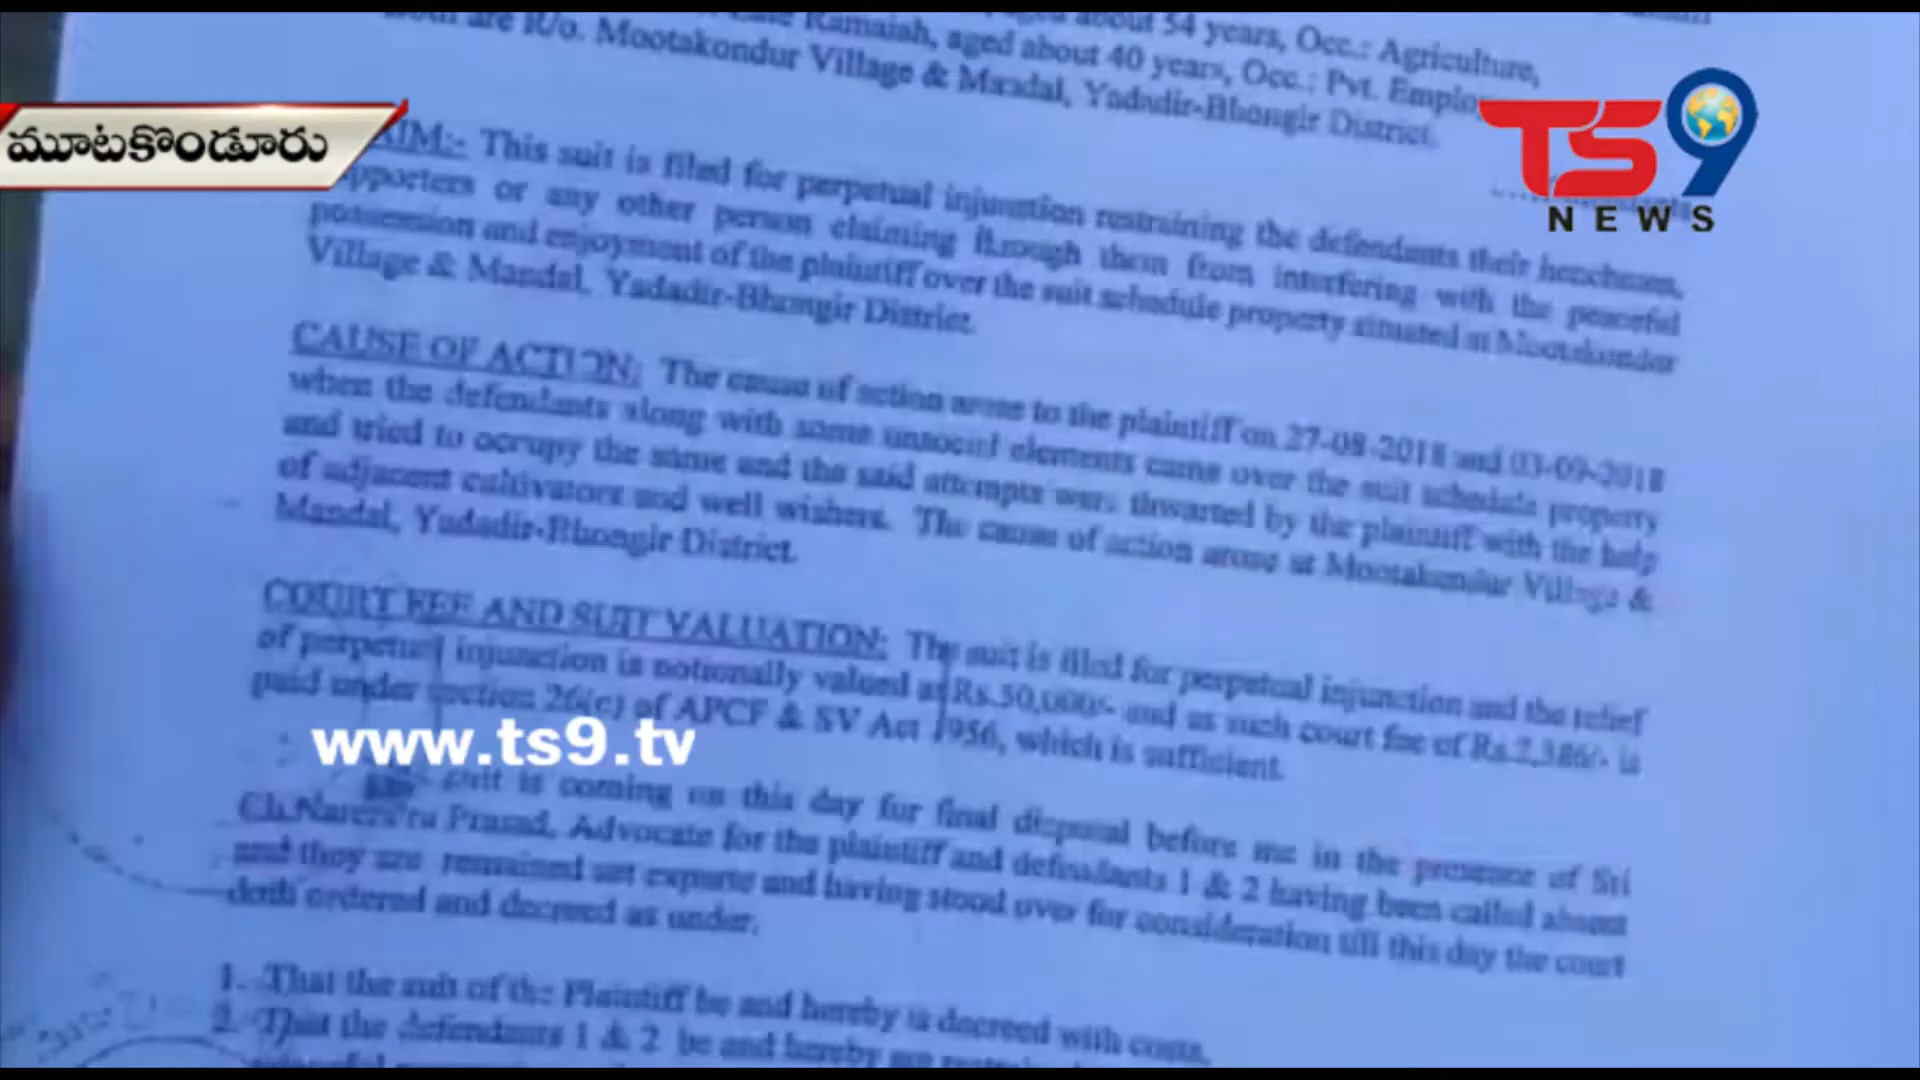 aged about 54 years, Occ.: Agriculture,
Late Ramaiah, aged about 40 years, Occ.: Pvt.
Both are R/o. Mootakondur Village & Mandal, Yadadir-Bhongir District.
TS9
NEWS
మూటకొండూరు
This suit is filed for perpetual injunction restraining the defendants their henchmen,
or any other person claiming through them from interfering with the peaceful
possession and enjoyment of the plaintiff over the suit schedule property situated at Mootakondur
Village & Mandal, Yadadir-Bhongir District.
CAUSE OF ACTION: The cause of action arose to the plaintiff on 27-08-2018 and 03-09-2018
when the defendants along with some unsocial elements came over the suit schedule property
and tried to occupy the same and the said attempts were thwarted by the plaintiff with the help
of adjacent cultivators and well wishers. The cause of action arose at Mootakondur Village &
Mandal, Yadadir-Bhongir District.
COURT FEE AND SUIT VALUATION: The suit is filed for perpetual injunction and the relief
of perpetual injunction is notionally valued at Rs.50,000/- and as such court fee of Rs.2,386/- is
paid under section 26(c) of APCF & SV Act 1956, which is sufficient.
www.ts9.tv
suit is coming on this day for final disposal before me in the presence of Sri
Ch.Narendra Prasad, Advocate for the plaintiff and defendants 1 & 2 having been called absent
and they are remained set exparte and having stood over for consideration till this day the court
doth ordered and decreed as under.
1. That the suit of the Plaintiff be and hereby is decreed with costs.
2. That the defendants 1 & 2 be and hereby are